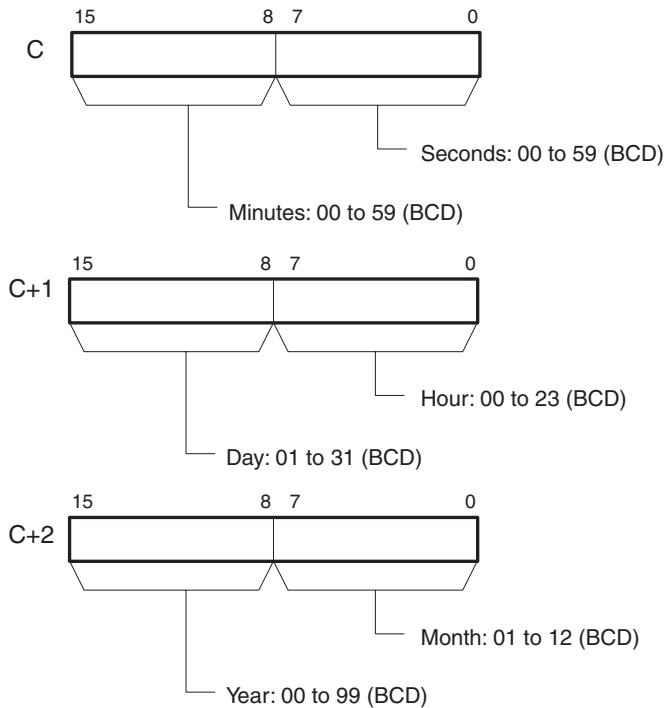 15 8 7 0
C
Seconds: 00 to 59 (BCD)
Minutes: 00 to 59 (BCD)
15 8 7 0
C+1
Hour: 00 to 23 (BCD)
Day: 01 to 31 (BCD)
15 8 7 0
C+2
Month: 01 to 12 (BCD)
Year: 00 to 99 (BCD)